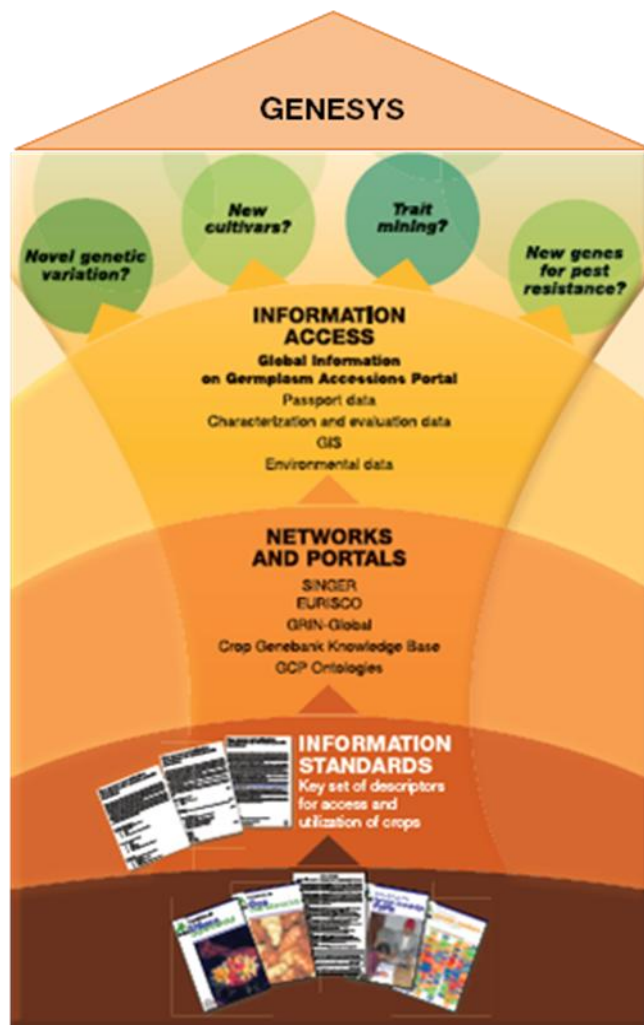 GENESYS
Novel genetic
variation?
New
cultivars?
Trait
mining?
New genes
for pest
resistance?
INFORMATION
ACCESS
Global Information
on Germplasm Accessions Portal
Passport data
Characterization and evaluation data
GIS
Environmental data
NETWORKS
AND PORTALS
SINGER
EURISCO
GRIN-Global
Crop Genebank Knowledge Base
GCP Ontologies
INFORMATION
STANDARDS
Key set of descriptors
for access and
utilization of crops